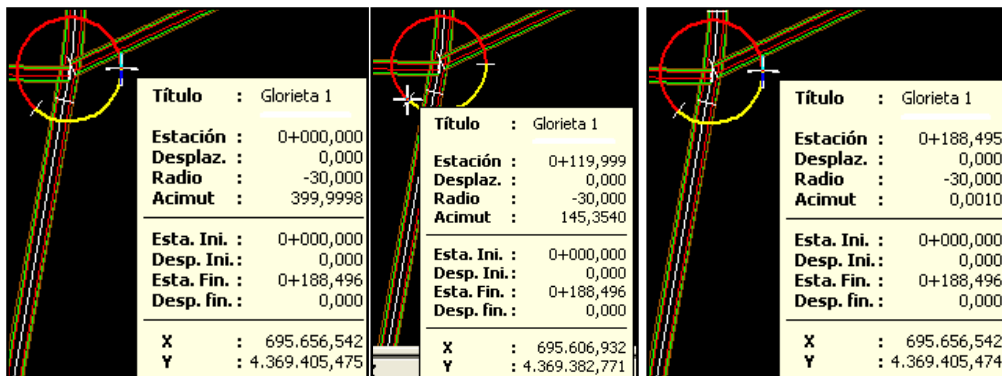 Título : Glorieta 1
Estación : 0+000,000
Desplaz. : 0,000
Radio : -30,000
Acimut : 399,9998
Esta. Ini. : 0+000,000
Desp. Ini.: 0,000
Esta. Fin. : 0+188,496
Desp. fin.: 0,000
X : 695.656,542
Y : 4.369.405,475
Título : Glorieta 1
Estación : 0+119,999
Desplaz. : 0,000
Radio : -30,000
Acimut : 145,3540
Esta. Ini. : 0+000,000
Desp. Ini.: 0,000
Esta. Fin. : 0+188,496
Desp. fin.: 0,000
X : 695.606,932
Y : 4.369.382,771
Título : Glorieta 1
Estación : 0+188,495
Desplaz. : 0,000
Radio : -30,000
Acimut : 0,0010
Esta. Ini. : 0+000,000
Desp. Ini.: 0,000
Esta. Fin. : 0+188,496
Desp. fin.: 0,000
X : 695.656,542
Y : 4.369.405,474